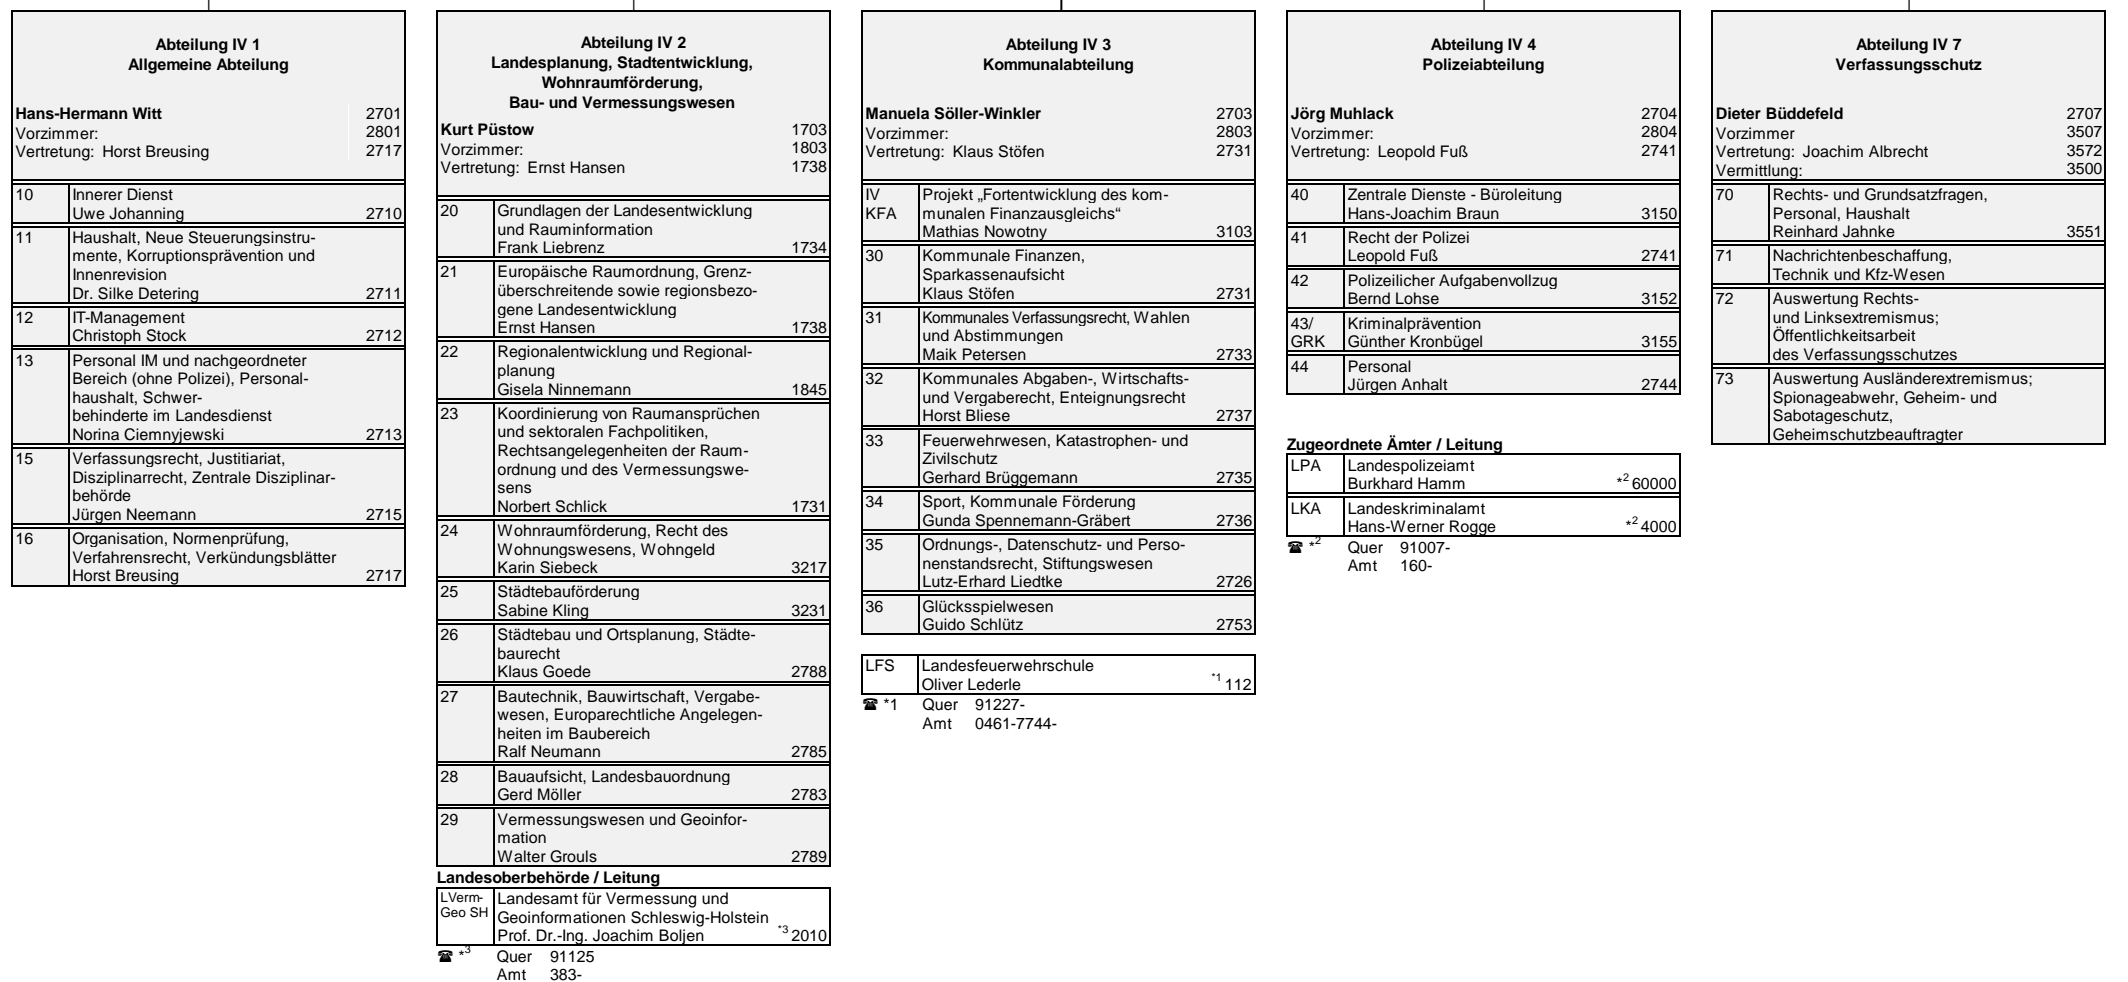 Abteilung IV 1
Allgemeine Abteilung
Hans-Hermann Witt 2701
Vorzimmer: 2801
Vertretung: Horst Breusing 2717
10 Innerer Dienst
Uwe Johanning 2710
11 Haushalt, Neue Steuerungsinstru-
mente, Korruptionsprävention und
Innenrevision
Dr. Silke Detering 2711
12 IT-Management
Christoph Stock 2712
13 Personal IM und nachgeordneter
Bereich (ohne Polizei), Personal-
haushalt, Schwer-
behinderte im Landesdienst
Norina Ciemnyjewski 2713
15 Verfassungsrecht, Justitiariat,
Disziplinarrecht, Zentrale Disziplinar-
behörde
Jürgen Neemann 2715
16 Organisation, Normenprüfung,
Verfahrensrecht, Verkündungsblätter
Horst Breusing 2717
Abteilung IV 2
Landesplanung, Stadtentwicklung,
Wohnraumförderung,
Bau- und Vermessungswesen
Kurt Püstow 1703
Vorzimmer: 1803
Vertretung: Ernst Hansen 1738
20 Grundlagen der Landesentwicklung
und Rauminformation
Frank Liebrenz 1734
21 Europäische Raumordnung, Grenz-
überschreitende sowie regionsbezo-
gene Landesentwicklung
Ernst Hansen 1738
22 Regionalentwicklung und Regional-
planung
Gisela Ninnemann 1845
23 Koordinierung von Raumansprüchen
und sektoralen Fachpolitiken,
Rechtsangelegenheiten der Raum-
ordnung und des Vermessungswe-
sens
Norbert Schlick 1731
24 Wohnraumförderung, Recht des
Wohnungswesens, Wohngeld
Karin Siebeck 3217
25 Städtebauförderung
Sabine Kling 3231
26 Städtebau und Ortsplanung, Städte-
baurecht
Klaus Goede 2788
27 Bautechnik, Bauwirtschaft, Vergabe-
wesen, Europarechtliche Angelegen-
heiten im Baubereich
Ralf Neumann 2785
28 Bauaufsicht, Landesbauordnung
Gerd Möller 2783
29 Vermessungswesen und Geoinfor-
mation
Walter Grouls 2789
Landesoberbehörde / Leitung
LVerm- Landesamt für Vermessung und
Geo SH Geoinformationen Schleswig-Holstein
Prof. Dr.-Ing. Joachim Boljen *3 2010
☎ *3 Quer 91125
Amt 383-
Abteilung IV 3
Kommunalabteilung
Manuela Söller-Winkler 2703
Vorzimmer: 2803
Vertretung: Klaus Stöfen 2731
IV Projekt „Fortentwicklung des kom-
KFA munalen Finanzausgleichs“
Mathias Nowotny 3103
30 Kommunale Finanzen,
Sparkassenaufsicht
Klaus Stöfen 2731
31 Kommunales Verfassungsrecht, Wahlen
und Abstimmungen
Maik Petersen 2733
32 Kommunales Abgaben-, Wirtschafts-
und Vergaberecht, Enteignungsrecht
Horst Bliese 2737
33 Feuerwehrwesen, Katastrophen- und
Zivilschutz
Gerhard Brüggemann 2735
34 Sport, Kommunale Förderung
Gunda Spennemann-Gräbert 2736
35 Ordnungs-, Datenschutz- und Perso-
nenstandsrecht, Stiftungswesen
Lutz-Erhard Liedtke 2726
36 Glücksspielwesen
Guido Schlütz 2753
LFS Landesfeuerwehrschule
Oliver Lederle *1 112
☎ *1 Quer 91227-
Amt 0461-7744-
Abteilung IV 4
Polizeiabteilung
Jörg Muhlack 2704
Vorzimmer: 2804
Vertretung: Leopold Fuß 2741
40 Zentrale Dienste - Büroleitung
Hans-Joachim Braun 3150
41 Recht der Polizei
Leopold Fuß 2741
42 Polizeilicher Aufgabenvollzug
Bernd Lohse 3152
43/ Kriminalprävention
GRK Günther Kronbügel 3155
44 Personal
Jürgen Anhalt 2744
Zugeordnete Ämter / Leitung
LPA Landespolizeiamt
Burkhard Hamm *2 60000
LKA Landeskriminalamt
Hans-Werner Rogge *2 4000
☎ *2 Quer 91007-
Amt 160-
Abteilung IV 7
Verfassungsschutz
Dieter Büddefeld 2707
Vorzimmer 3507
Vertretung: Joachim Albrecht 3572
Vermittlung: 3500
70 Rechts- und Grundsatzfragen,
Personal, Haushalt
Reinhard Jahnke 3551
71 Nachrichtenbeschaffung,
Technik und Kfz-Wesen
72 Auswertung Rechts-
und Linksextremismus;
Öffentlichkeitsarbeit
des Verfassungsschutzes
73 Auswertung Ausländerextremismus;
Spionageabwehr, Geheim- und
Sabotageschutz,
Geheimschutzbeauftragter